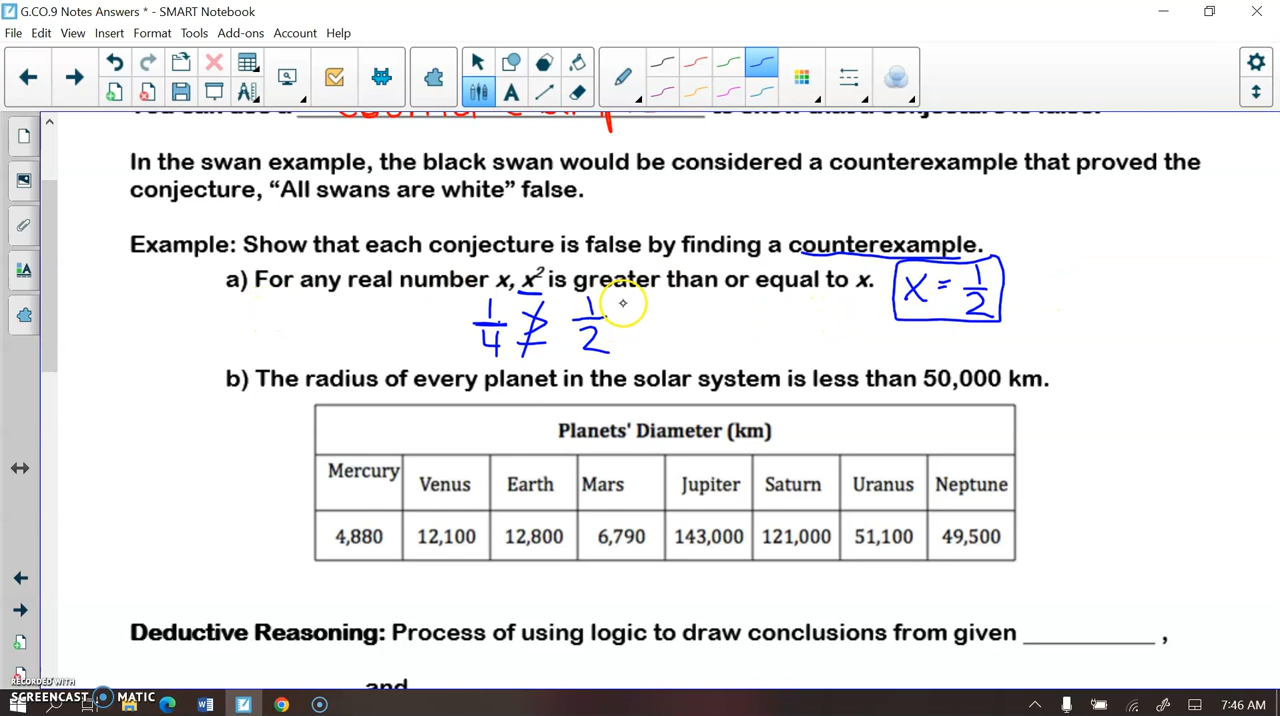 G.CO.9 Notes Answers * - SMART Notebook
File Edit View Insert Format Tools Add-ons Account Help
In the swan example, the black swan would be considered a counterexample that proved the
conjecture, “All swans are white” false.
Example: Show that each conjecture is false by finding a counterexample.
a) For any real number x, x² is greater than or equal to x.
x = 1/2
1/4 ≱ 1/2
b) The radius of every planet in the solar system is less than 50,000 km.
Planets' Diameter (km)
Mercury Venus Earth Mars Jupiter Saturn Uranus Neptune
4,880 12,100 12,800 6,790 143,000 121,000 51,100 49,500
Deductive Reasoning: Process of using logic to draw conclusions from given __________ ,
and
RECORDED WITH
SCREENCAST MATIC
7:46 AM